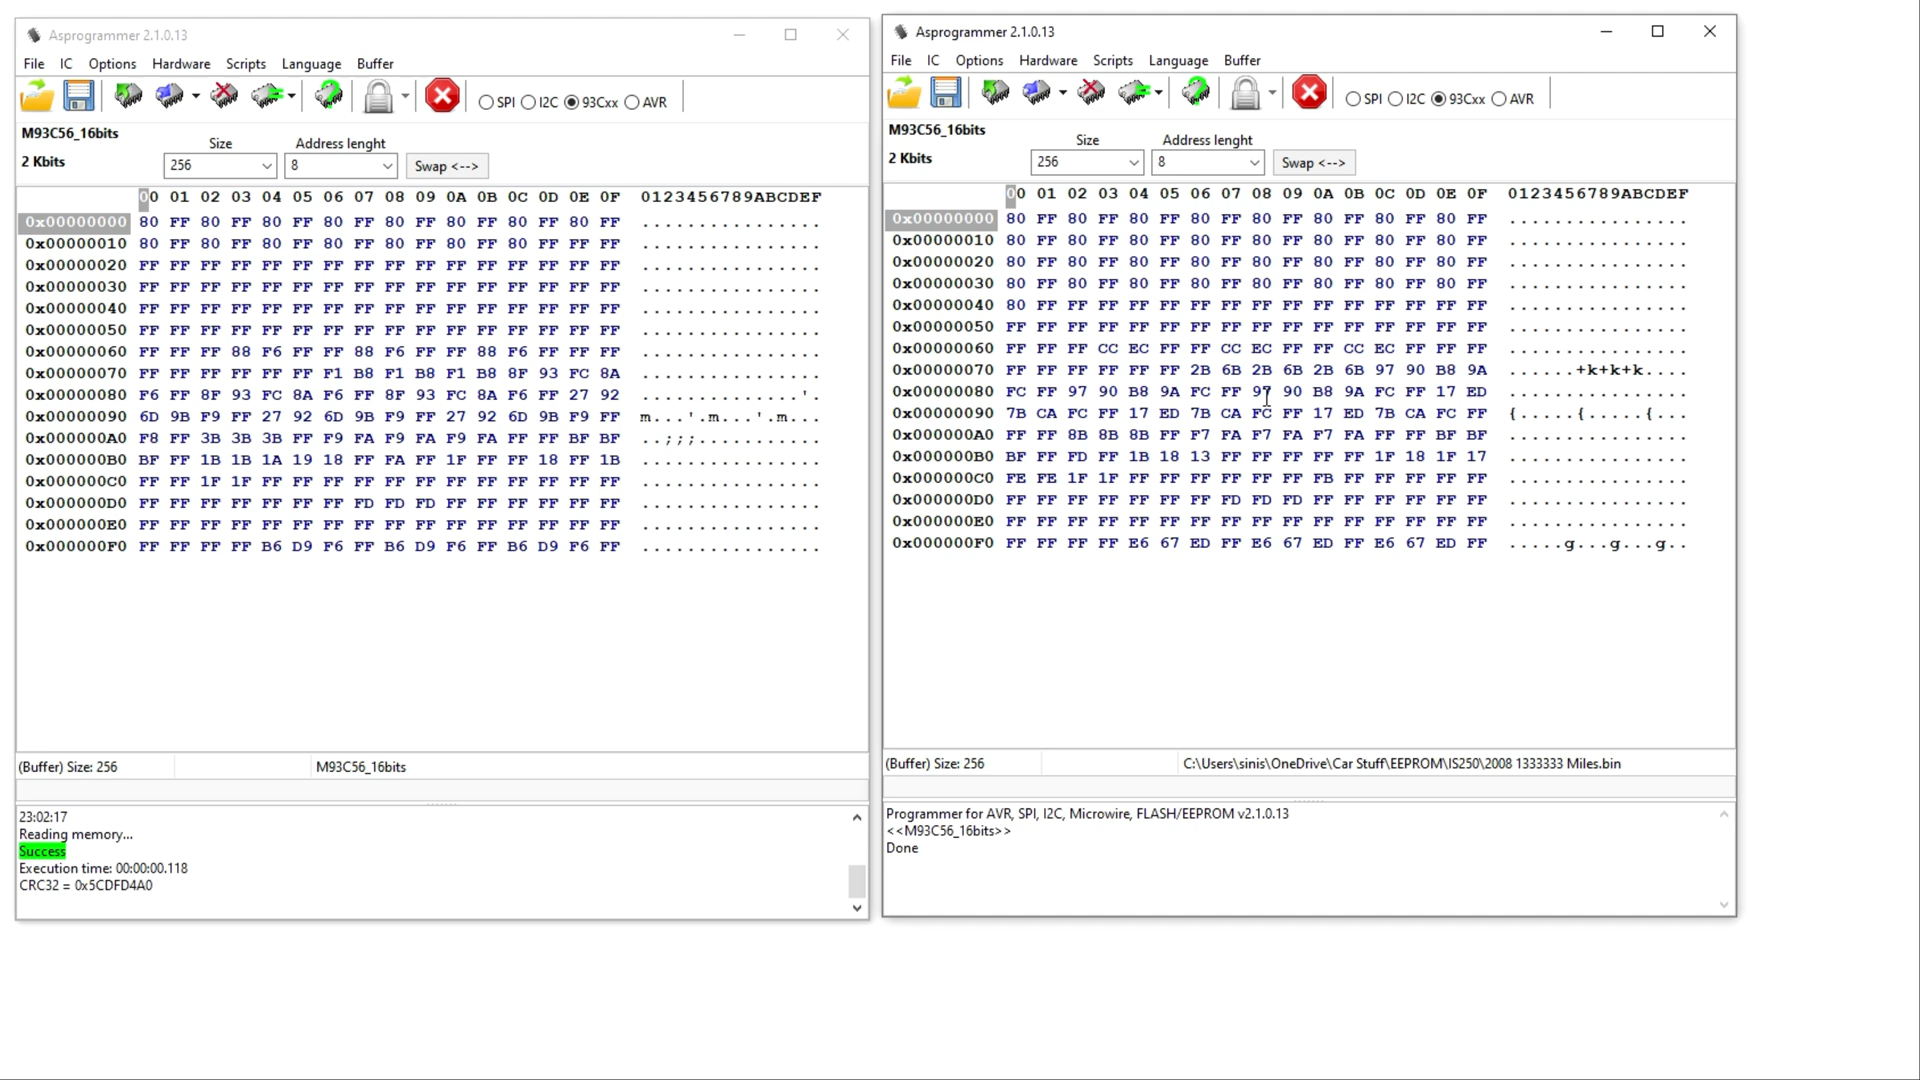 Asprogrammer 2.1.0.13
File IC Options Hardware Scripts Language Buffer
SPI I2C 93Cxx AVR
M93C56_16bits
Size Address lenght
2 Kbits 256 8 Swap <-->
00 01 02 03 04 05 06 07 08 09 0A 0B 0C 0D 0E 0F 0123456789ABCDEF
0x00000000 80 FF 80 FF 80 FF 80 FF 80 FF 80 FF 80 FF 80 FF ................
0x00000010 80 FF 80 FF 80 FF 80 FF 80 FF 80 FF 80 FF 80 FF ................
0x00000020 FF FF FF FF FF FF FF FF FF FF FF FF FF FF FF FF ................
0x00000030 FF FF FF FF FF FF FF FF FF FF FF FF FF FF FF FF ................
0x00000040 FF FF FF FF FF FF FF FF FF FF FF FF FF FF FF FF ................
0x00000050 FF FF FF FF FF FF FF FF FF FF FF FF FF FF FF FF ................
0x00000060 FF FF FF 88 F6 FF FF 88 F6 FF FF 88 F6 FF FF FF ................
0x00000070 FF FF FF FF FF FF F1 B8 F1 B8 F1 B8 8F 93 FC 8A ................
0x00000080 F6 FF 8F 93 FC 8A F6 FF 8F 93 FC 8A F6 FF 27 92 ..............'.
0x00000090 6D 9B F9 FF 27 92 6D 9B F9 FF 27 92 6D 9B F9 FF m...'.m...'.m...
0x000000A0 F8 FF 3B 3B 3B FF F9 FA F9 FA F9 FA FF FF BF BF ..;;;...........
0x000000B0 BF FF 1B 1B 1A 19 18 FF FA FF 1F FF FF 18 FF 1B ................
0x000000C0 FF FF 1F 1F FF FF FF FF FF FF FF FF FF FF FF FF ................
0x000000D0 FF FF FF FF FF FF FF FD FD FD FF FF FF FF FF FF ................
0x000000E0 FF FF FF FF FF FF FF FF FF FF FF FF FF FF FF FF ................
0x000000F0 FF FF FF FF B6 D9 F6 FF B6 D9 F6 FF B6 D9 F6 FF ................
(Buffer) Size: 256 M93C56_16bits
23:02:17
Reading memory...
Success
Execution time: 00:00:00.118
CRC32 = 0x5CDFD4A0
Asprogrammer 2.1.0.13
File IC Options Hardware Scripts Language Buffer
SPI I2C 93Cxx AVR
M93C56_16bits
Size Address lenght
2 Kbits 256 8 Swap <-->
00 01 02 03 04 05 06 07 08 09 0A 0B 0C 0D 0E 0F 0123456789ABCDEF
0x00000000 80 FF 80 FF 80 FF 80 FF 80 FF 80 FF 80 FF 80 FF ................
0x00000010 80 FF 80 FF 80 FF 80 FF 80 FF 80 FF 80 FF 80 FF ................
0x00000020 80 FF 80 FF 80 FF 80 FF 80 FF 80 FF 80 FF 80 FF ................
0x00000030 80 FF 80 FF 80 FF 80 FF 80 FF 80 FF 80 FF 80 FF ................
0x00000040 80 FF FF FF FF FF FF FF FF FF FF FF FF FF FF FF ................
0x00000050 FF FF FF FF FF FF FF FF FF FF FF FF FF FF FF FF ................
0x00000060 FF FF FF CC EC FF FF CC EC FF FF CC EC FF FF FF ................
0x00000070 FF FF FF FF FF FF 2B 6B 2B 6B 2B 6B 97 90 B8 9A ......+k+k+k....
0x00000080 FC FF 97 90 B8 9A FC FF 97 90 B8 9A FC FF 17 ED ................
0x00000090 7B CA FC FF 17 ED 7B CA FC FF 17 ED 7B CA FC FF {.....{.....{...
0x000000A0 FF FF 8B 8B 8B FF F7 FA F7 FA F7 FA FF FF BF BF ................
0x000000B0 BF FF FD FF 1B 18 13 FF FF FF FF FF 1F 18 1F 17 ................
0x000000C0 FE FE 1F 1F FF FF FF FF FF FF FB FF FF FF FF FF ................
0x000000D0 FF FF FF FF FF FF FF FD FD FD FF FF FF FF FF FF ................
0x000000E0 FF FF FF FF FF FF FF FF FF FF FF FF FF FF FF FF ................
0x000000F0 FF FF FF FF E6 67 ED FF E6 67 ED FF E6 67 ED FF .....g...g...g..
(Buffer) Size: 256 C:\Users\sinis\OneDrive\Car Stuff\EEPROM\IS250\2008 1333333 Miles.bin
Programmer for AVR, SPI, I2C, Microwire, FLASH/EEPROM v2.1.0.13
<<M93C56_16bits>>
Done